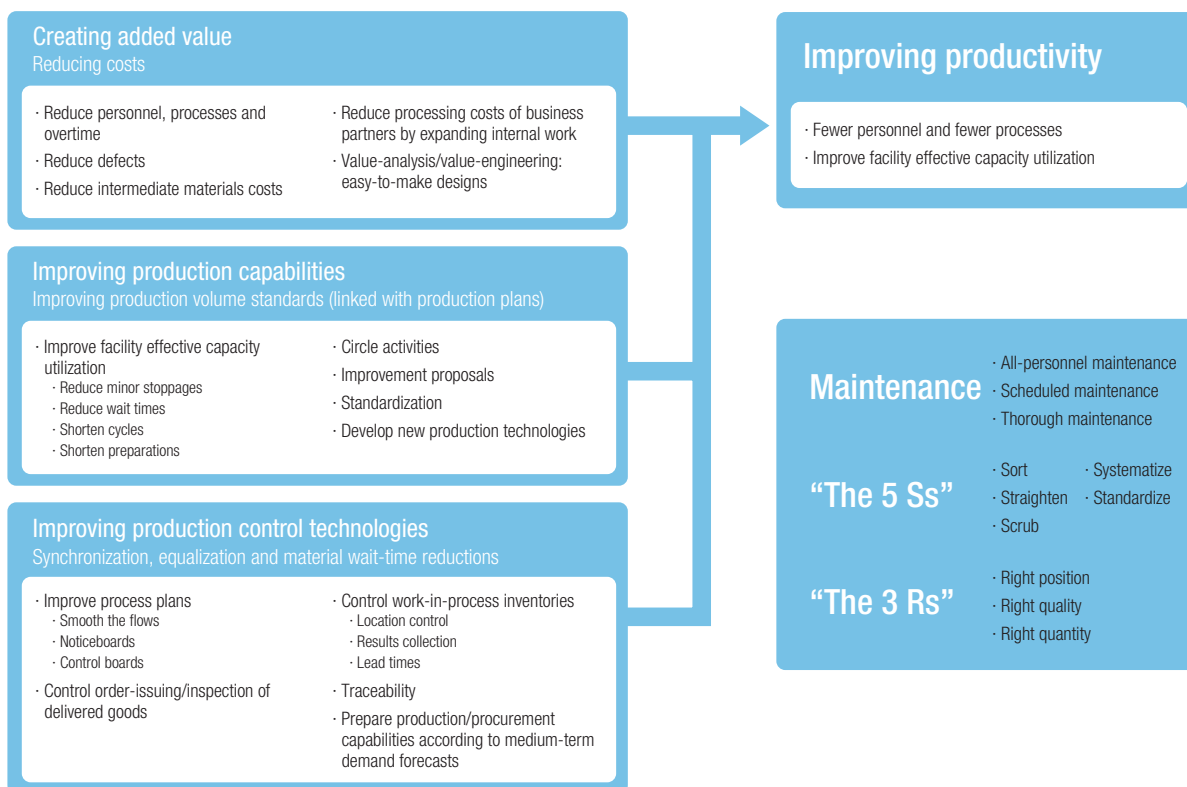 Creating added value
Reducing costs
· Reduce personnel, processes and
overtime
· Reduce defects
· Reduce intermediate materials costs
· Reduce processing costs of business
partners by expanding internal work
· Value-analysis/value-engineering:
easy-to-make designs
Improving production capabilities
Improving production volume standards (linked with production plans)
· Improve facility effective capacity
utilization
· Reduce minor stoppages
· Reduce wait times
· Shorten cycles
· Shorten preparations
· Circle activities
· Improvement proposals
· Standardization
· Develop new production technologies
Improving production control technologies
Synchronization, equalization and material wait-time reductions
· Improve process plans
· Smooth the flows
· Noticeboards
· Control boards
· Control order-issuing/inspection of
delivered goods
· Control work-in-process inventories
· Location control
· Results collection
· Lead times
· Traceability
· Prepare production/procurement
capabilities according to medium-term
demand forecasts
Improving productivity
· Fewer personnel and fewer processes
· Improve facility effective capacity utilization
Maintenance
· All-personnel maintenance
· Scheduled maintenance
· Thorough maintenance
“The 5 Ss”
· Sort
· Straighten
· Scrub
· Systematize
· Standardize
“The 3 Rs”
· Right position
· Right quality
· Right quantity